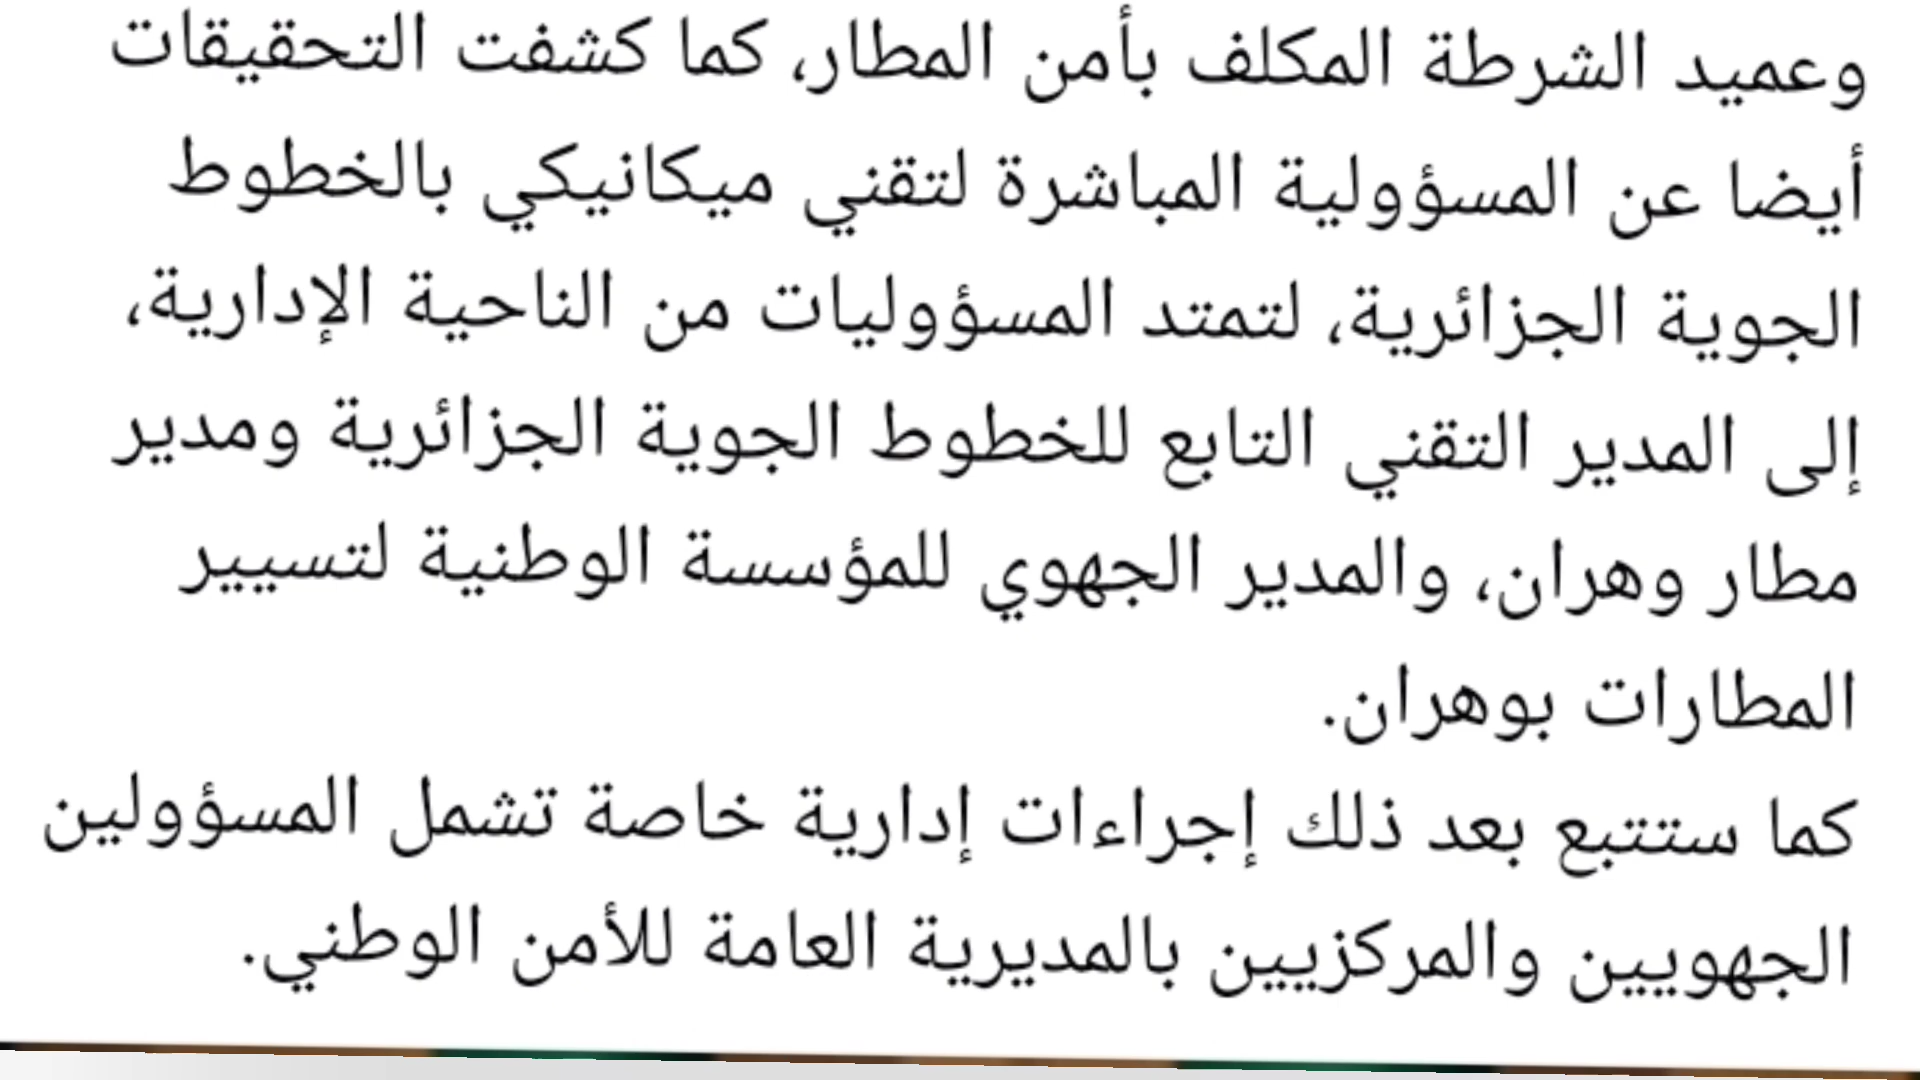 وعميد الشرطة المكلف بأمن المطار، كما كشفت التحقيقات
أيضا عن المسؤولية المباشرة لتقني ميكانيكي بالخطوط
الجوية الجزائرية، لتمتد المسؤوليات من الناحية الإدارية،
إلى المدير التقني التابع للخطوط الجوية الجزائرية ومدير
مطار وهران، والمدير الجهوي للمؤسسة الوطنية لتسيير
المطارات بوهران.
كما ستتبع بعد ذلك إجراءات إدارية خاصة تشمل المسؤولين
الجهويين والمركزيين بالمديرية العامة للأمن الوطني.